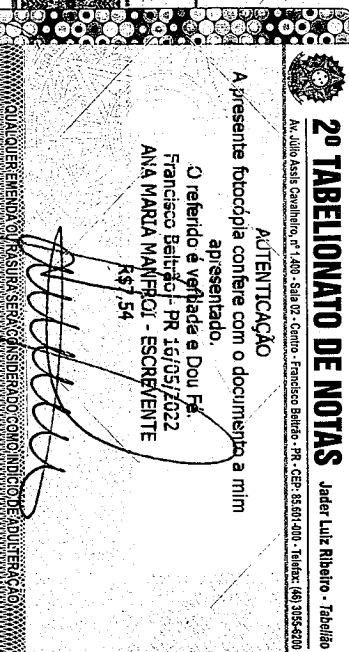 2º TABELIONATO DE NOTAS Jader Luiz Ribeiro - Tabelião
Av. Júlio Assis Cavalheiro, nº 1.400 - Sala 02 - Centro - Francisco Beltrão - PR - CEP: 85.601-000 - Telefax: (46) 3055-6200
AUTENTICAÇÃO
A presente fotocópia confere com o documento a mim
apresentado.
O referido é verdade e Dou Fé.
Francisco Beltrão - PR 16/05/2022
ANA MARIA MANFROI - ESCREVENTE
R$7,54
QUALQUER EMENDA OU RASURA SERÁ CONSIDERADO COMO INDÍCIO DE ADULTERAÇÃO